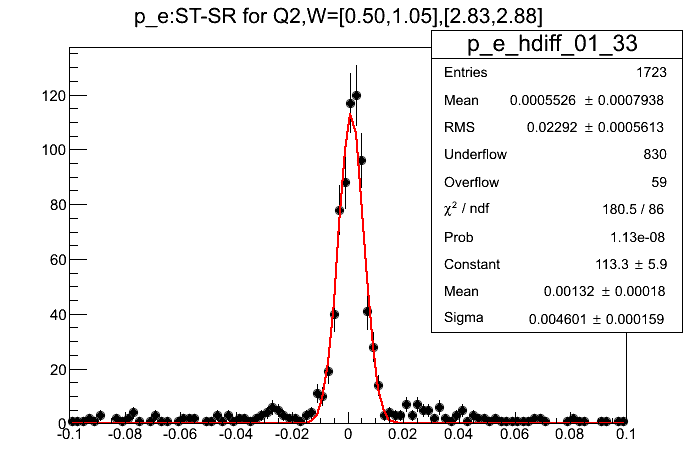 p_e:ST-SR for Q2,W=[0.50,1.05],[2.83,2.88]
p_e_hdiff_01_33
Entries 1723
Mean 0.0005526 ± 0.0007938
RMS 0.02292 ± 0.0005613
Underflow 830
Overflow 59
χ² / ndf 180.5 / 86
Prob 1.13e-08
Constant 113.3 ± 5.9
Mean 0.00132 ± 0.00018
Sigma 0.004601 ± 0.000159
120
100
80
60
40
20
0
-0.1 -0.08 -0.06 -0.04 -0.02 0 0.02 0.04 0.06 0.08 0.1